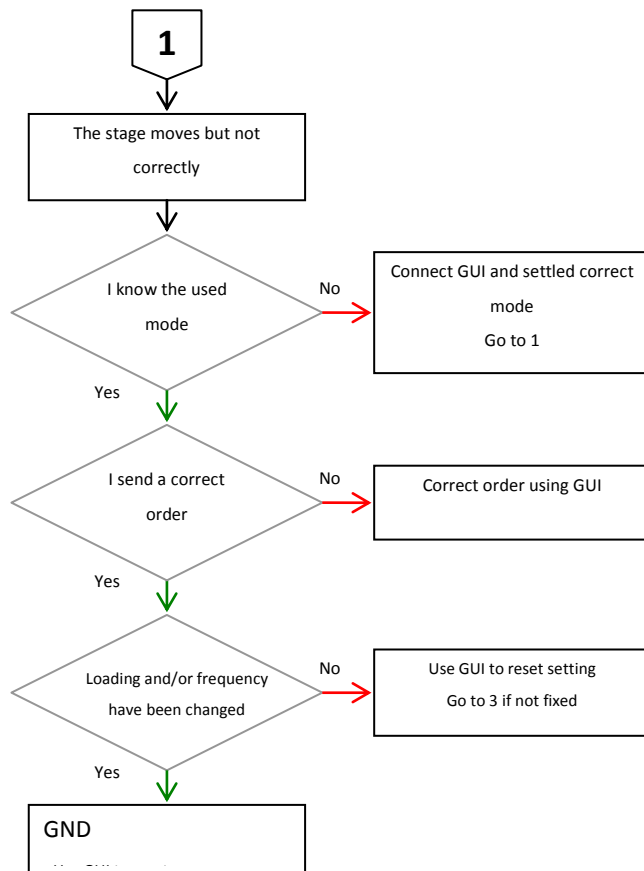 1
The stage moves but not
correctly
I know the used
mode
No
Connect GUI and settled correct
mode
Go to 1
Yes
I send a correct
order
No
Correct order using GUI
Yes
Loading and/or frequency
have been changed
No
Use GUI to reset setting
Go to 3 if not fixed
Yes
GND